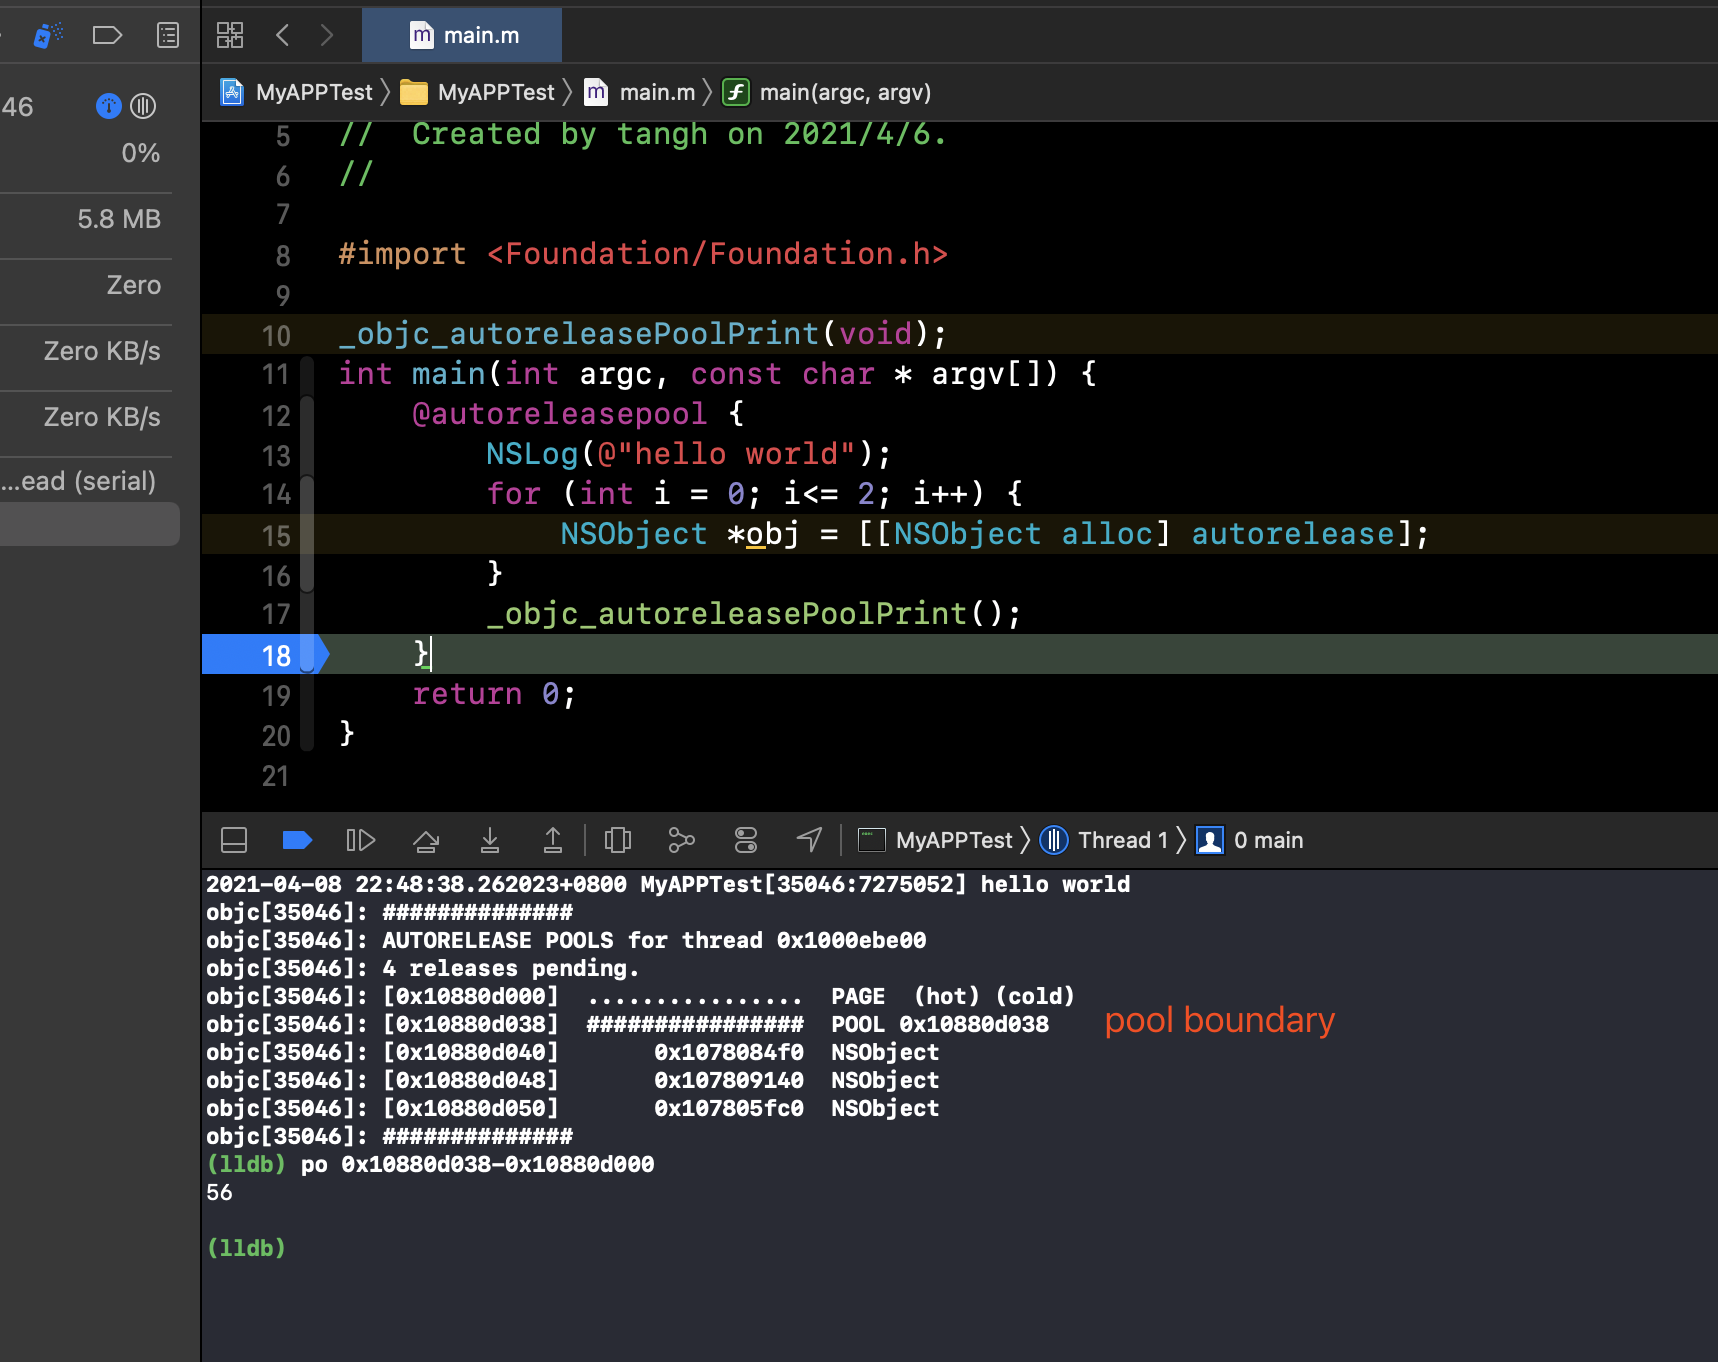 main.m
MyAPPTest MyAPPTest main.m main(argc, argv)
46
0%
5.8 MB
Zero
Zero KB/s
Zero KB/s
...ead (serial)
5 //  Created by tangh on 2021/4/6.
6 //
7
8 #import <Foundation/Foundation.h>
9
10 _objc_autoreleasePoolPrint(void);
11 int main(int argc, const char * argv[]) {
12     @autoreleasepool {
13         NSLog(@"hello world");
14         for (int i = 0; i<= 2; i++) {
15             NSObject *obj = [[NSObject alloc] autorelease];
16         }
17         _objc_autoreleasePoolPrint();
18     }
19     return 0;
20 }
21
MyAPPTest Thread 1 0 main
2021-04-08 22:48:38.262023+0800 MyAPPTest[35046:7275052] hello world
objc[35046]: ##############
objc[35046]: AUTORELEASE POOLS for thread 0x1000ebe00
objc[35046]: 4 releases pending.
objc[35046]: [0x10880d000]  ................  PAGE  (hot) (cold)
objc[35046]: [0x10880d038]  ################  POOL 0x10880d038 pool boundary
objc[35046]: [0x10880d040]       0x1078084f0  NSObject
objc[35046]: [0x10880d048]       0x107809140  NSObject
objc[35046]: [0x10880d050]       0x107805fc0  NSObject
objc[35046]: ##############
(lldb) po 0x10880d038-0x10880d000
56
(lldb)